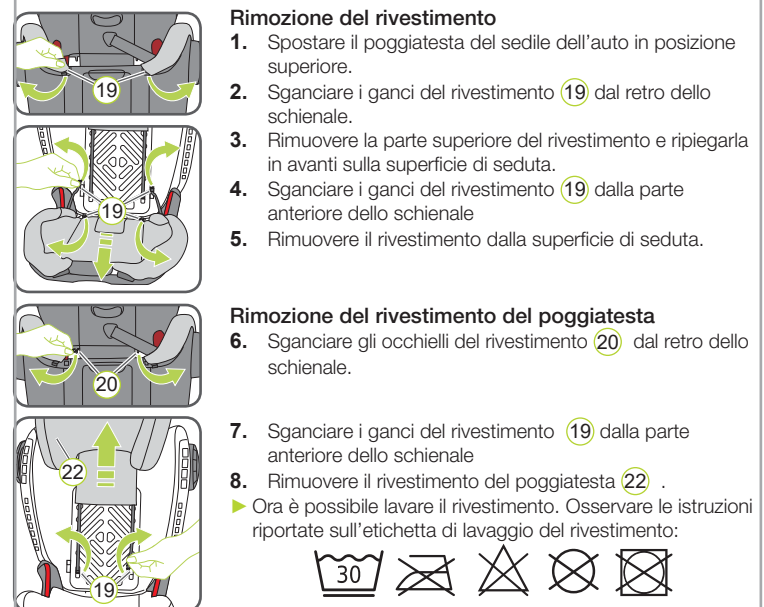 Rimozione del rivestimento
1. Spostare il poggiatesta del sedile dell'auto in posizione
superiore.
2. Sganciare i ganci del rivestimento 19 dal retro dello
schienale.
3. Rimuovere la parte superiore del rivestimento e ripiegarla
in avanti sulla superficie di seduta.
4. Sganciare i ganci del rivestimento 19 dalla parte
anteriore dello schienale
5. Rimuovere il rivestimento dalla superficie di seduta.
Rimozione del rivestimento del poggiatesta
6. Sganciare gli occhielli del rivestimento 20 dal retro dello
schienale.
7. Sganciare i ganci del rivestimento 19 dalla parte
anteriore dello schienale
8. Rimuovere il rivestimento del poggiatesta 22 .
► Ora è possibile lavare il rivestimento. Osservare le istruzioni
riportate sull'etichetta di lavaggio del rivestimento:
30
19
19
20
22
19